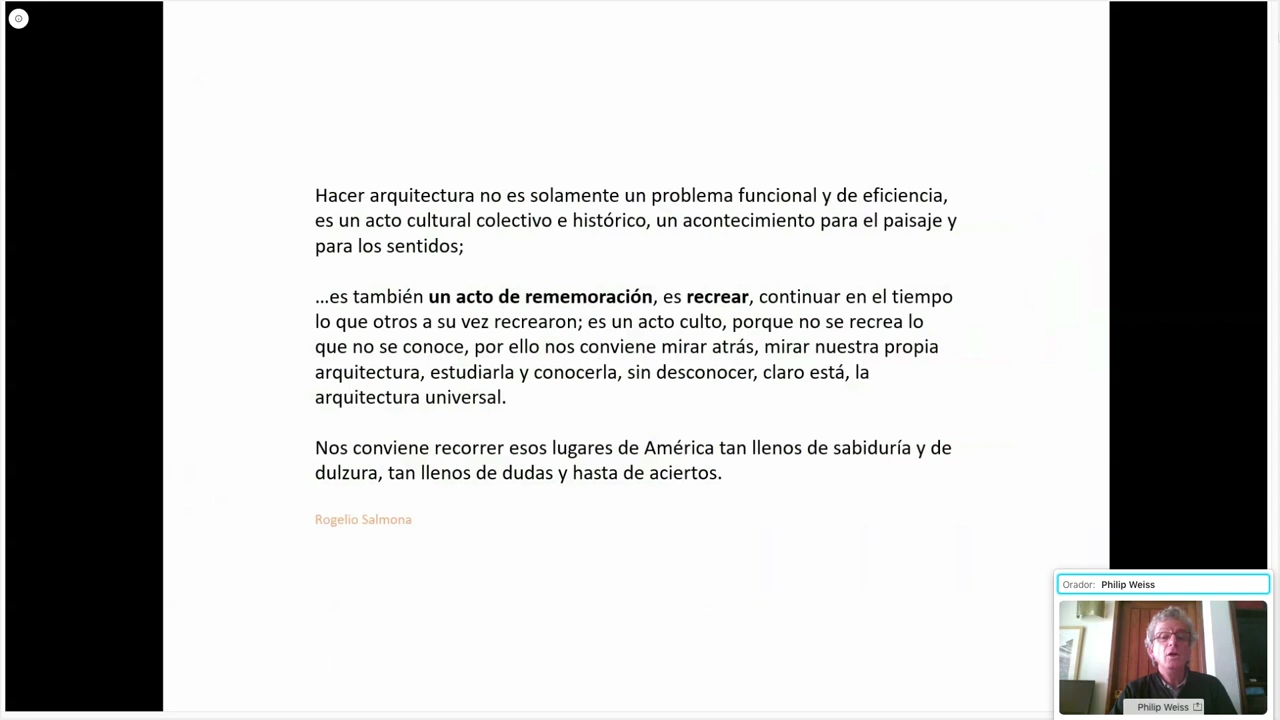 Hacer arquitectura no es solamente un problema funcional y de eficiencia,
es un acto cultural colectivo e histórico, un acontecimiento para el paisaje y
para los sentidos;
…es también un acto de rememoración, es recrear, continuar en el tiempo
lo que otros a su vez recrearon; es un acto culto, porque no se recrea lo
que no se conoce, por ello nos conviene mirar atrás, mirar nuestra propia
arquitectura, estudiarla y conocerla, sin desconocer, claro está, la
arquitectura universal.
Nos conviene recorrer esos lugares de América tan llenos de sabiduría y de
dulzura, tan llenos de dudas y hasta de aciertos.
Rogelio Salmona
Orador: Philip Weiss
Philip Weiss